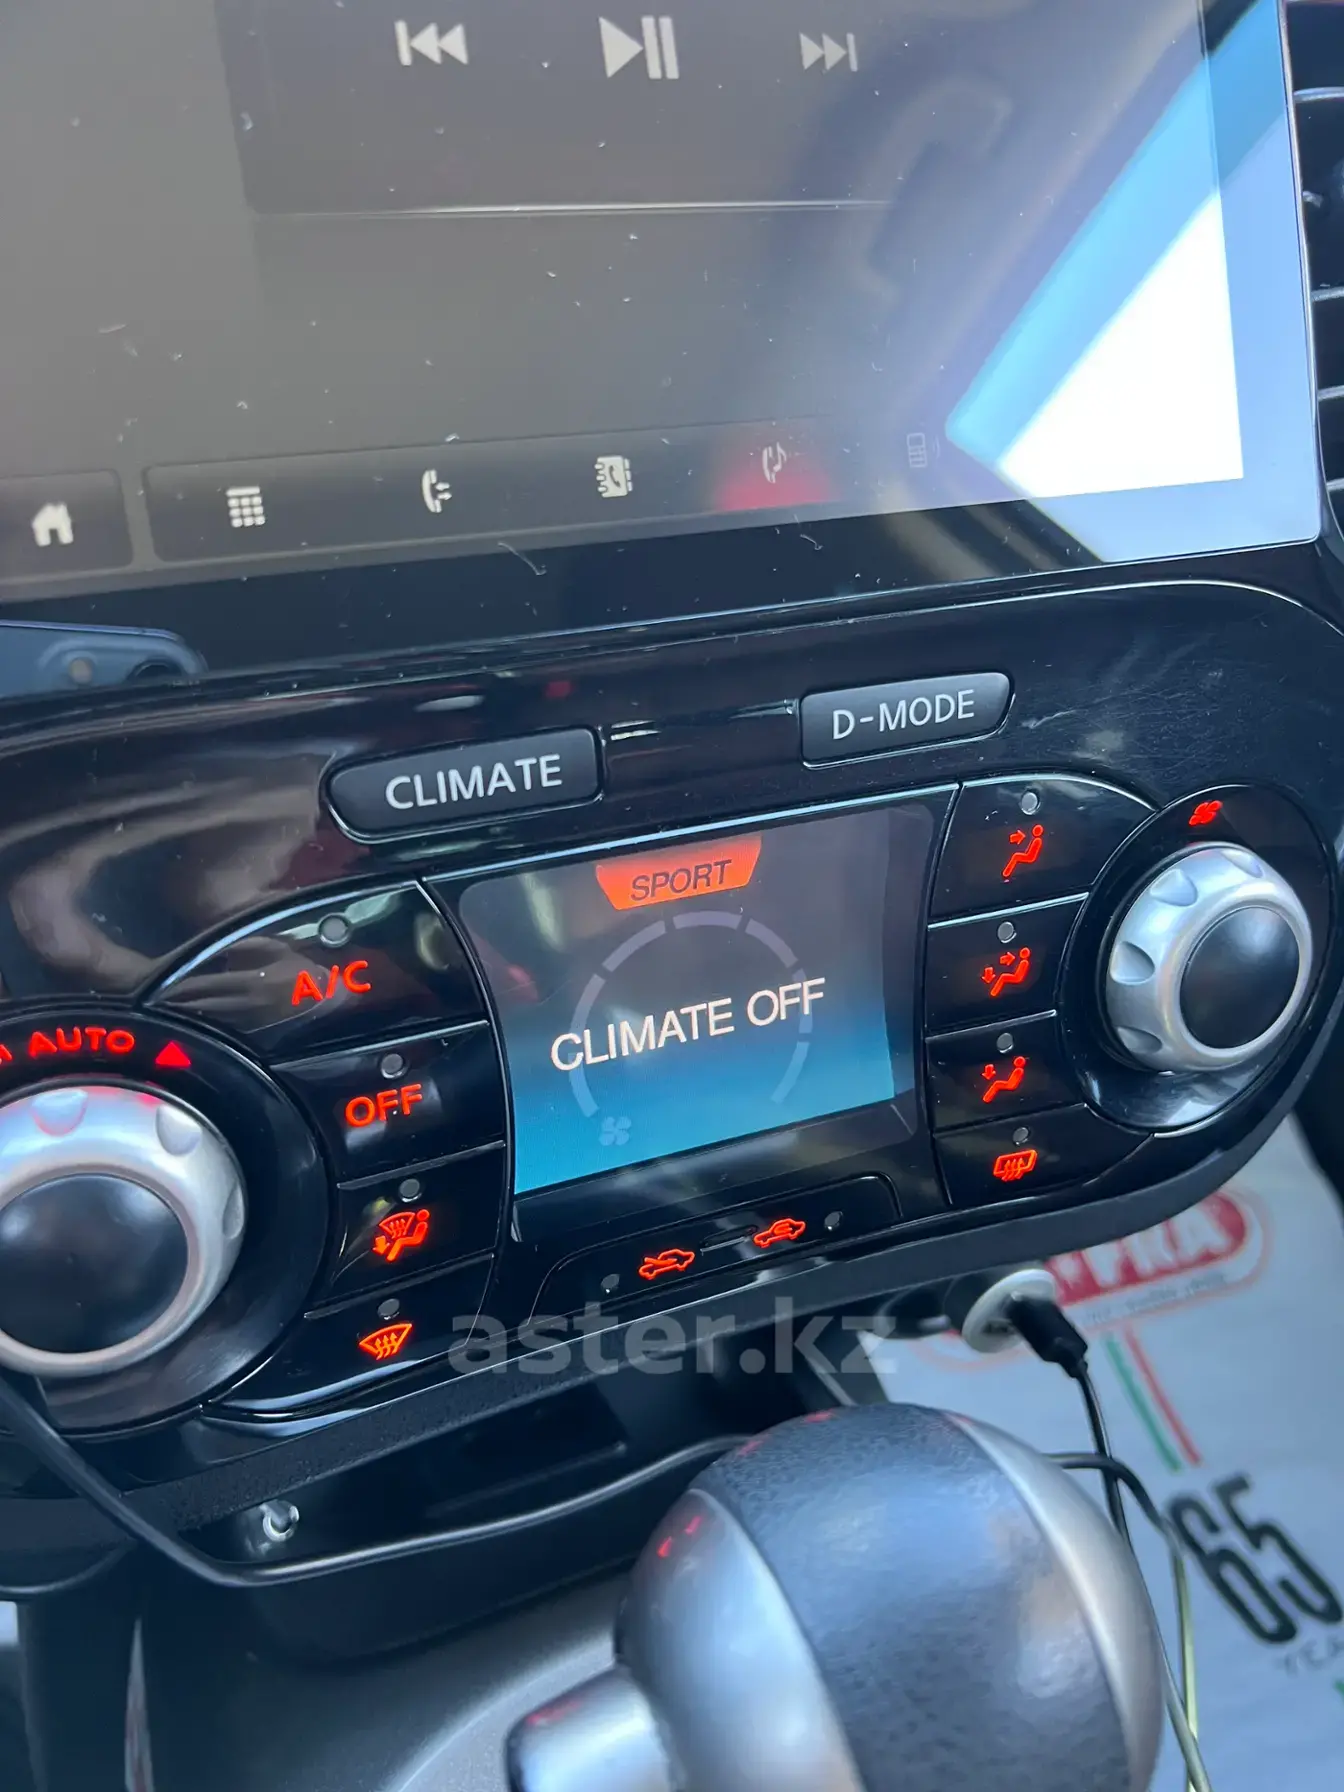 D-MODE
CLIMATE
SPORT
A/C
AUTO
CLIMATE OFF
OFF
aster.kz
65